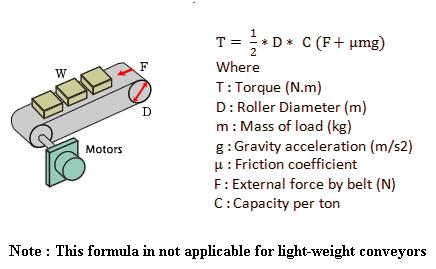 W
F
D
Motors
T = 1/2 * D * C (F+ μmg)
Where
T : Torque (N.m)
D : Roller Diameter (m)
m : Mass of load (kg)
g : Gravity acceleration (m/s2)
μ : Friction coefficient
F : External force by belt (N)
C : Capacity per ton
Note : This formula in not applicable for light-weight conveyors